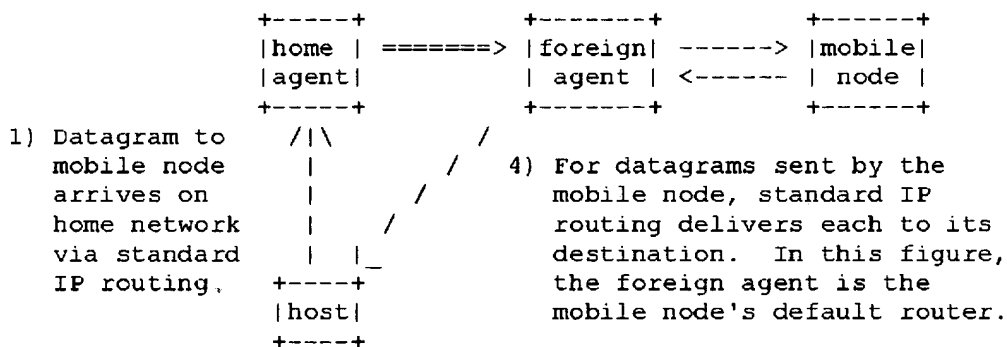 +-----+ +-------+ +------+
|home | =======> |foreign| ------> |mobile|
|agent| | agent | <------ | node |
+-----+ +-------+ +------+
1) Datagram to /|\ /
mobile node | / 4) For datagrams sent by the
arrives on | / mobile node, standard IP
home network | / routing delivers each to its
via standard | |_ destination. In this figure,
IP routing. +----+ the foreign agent is the
|host| mobile node's default router.
+----+